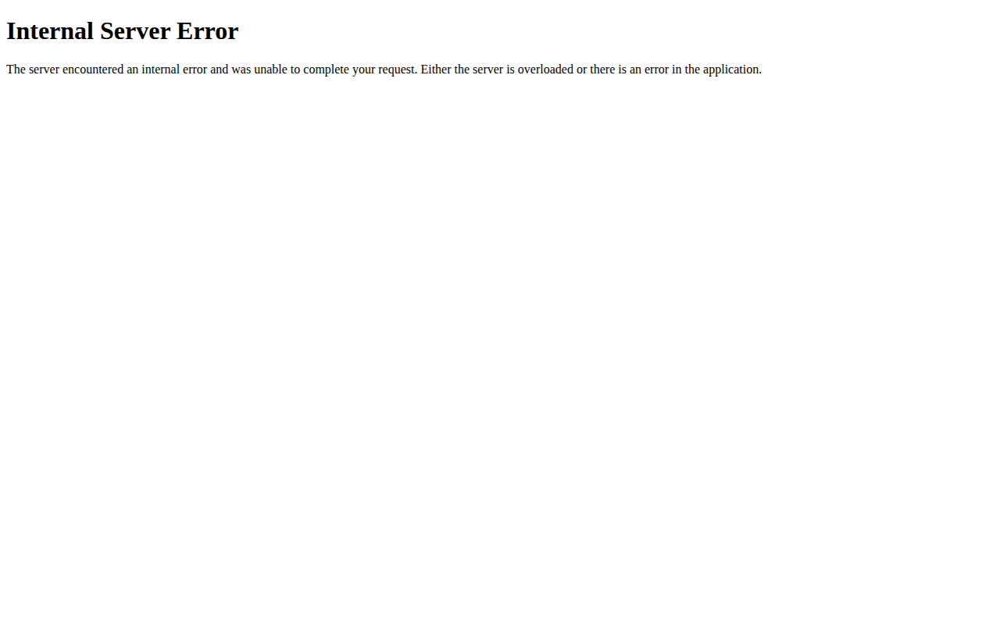 Internal Server Error
The server encountered an internal error and was unable to complete your request. Either the server is overloaded or there is an error in the application.